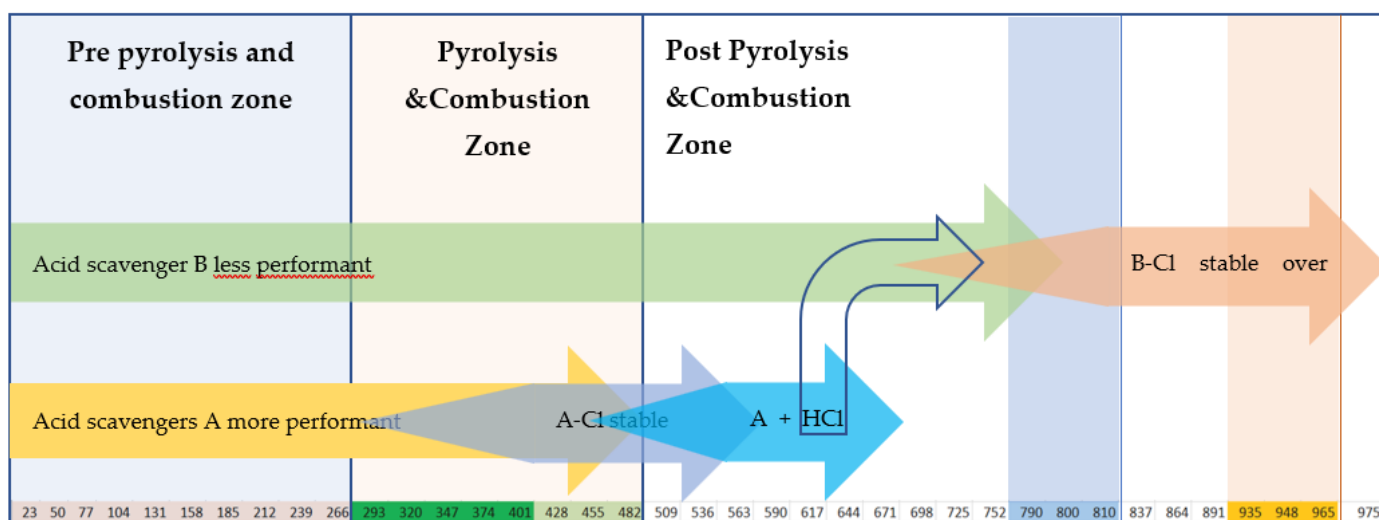 Pre pyrolysis and
combustion zone
Pyrolysis
&Combustion
Zone
Post Pyrolysis
&Combustion
Zone
Acid scavenger B less performant
B-Cl stable over
Acid scavengers A more performant
A-Cl stable
A + HCl
23 50 77 104 131 158 185 212 239 266 293 320 347 374 401 428 455 482 509 536 563 590 617 644 671 698 725 752 790 800 810 837 864 891 935 948 965 975